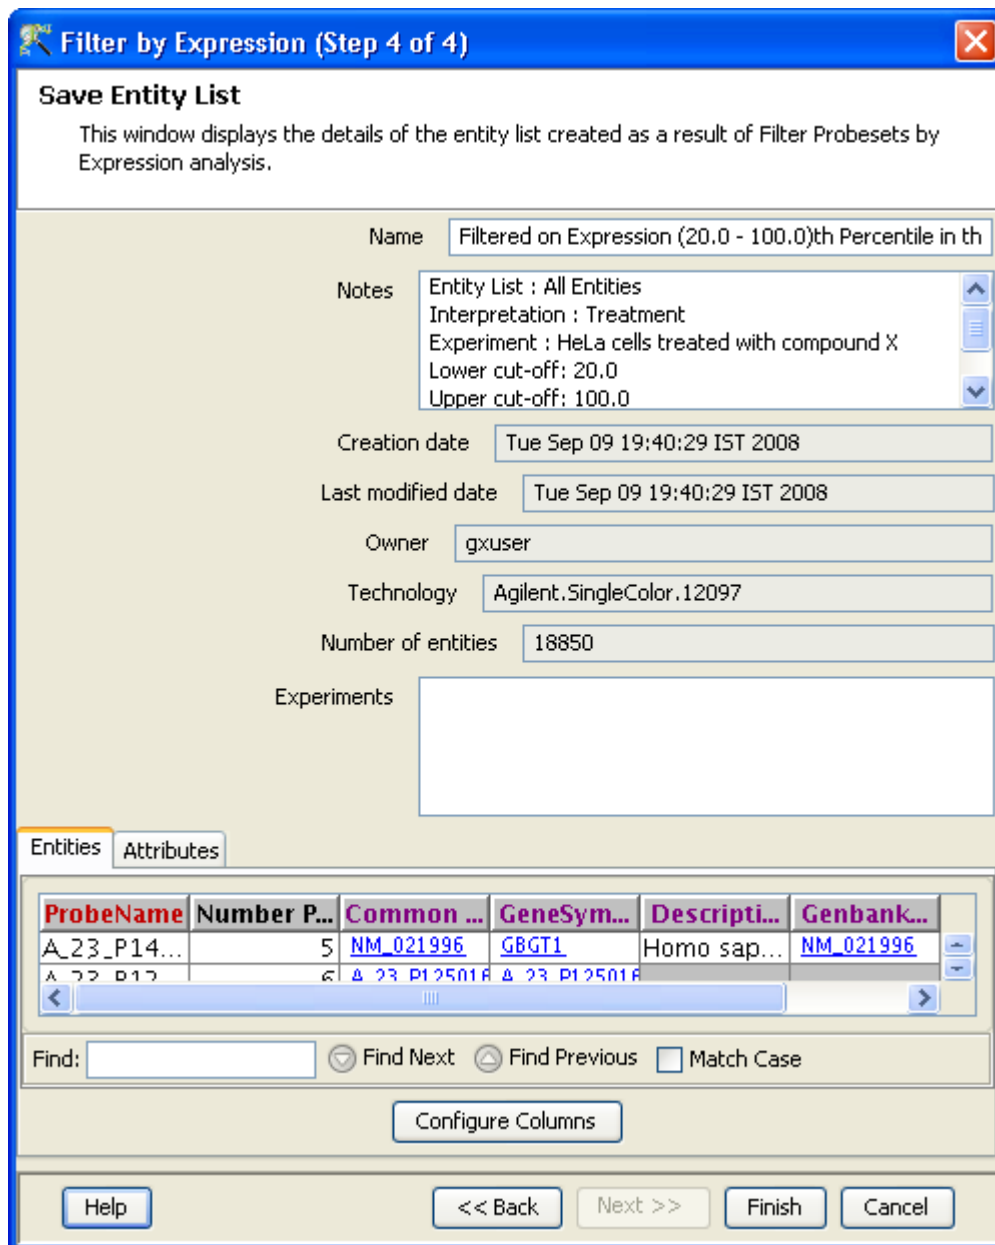 Filter by Expression (Step 4 of 4)
Save Entity List
This window displays the details of the entity list created as a result of Filter Probesets by
Expression analysis.
Name Filtered on Expression (20.0 - 100.0)th Percentile in th
Notes Entity List : All Entities
Interpretation : Treatment
Experiment : HeLa cells treated with compound X
Lower cut-off: 20.0
Upper cut-off: 100.0
Creation date Tue Sep 09 19:40:29 IST 2008
Last modified date Tue Sep 09 19:40:29 IST 2008
Owner gxuser
Technology Agilent.SingleColor.12097
Number of entities 18850
Experiments
Entities Attributes
ProbeName Number P... Common ... GeneSym... Descripti... Genbank...
A_23_P14... 5 NM_021996 GBGT1 Homo sap... NM_021996
A_23_P12... 6 A_23_P125016 A_23_P125016
Find: Find Next Find Previous Match Case
Configure Columns
Help << Back Next >> Finish Cancel